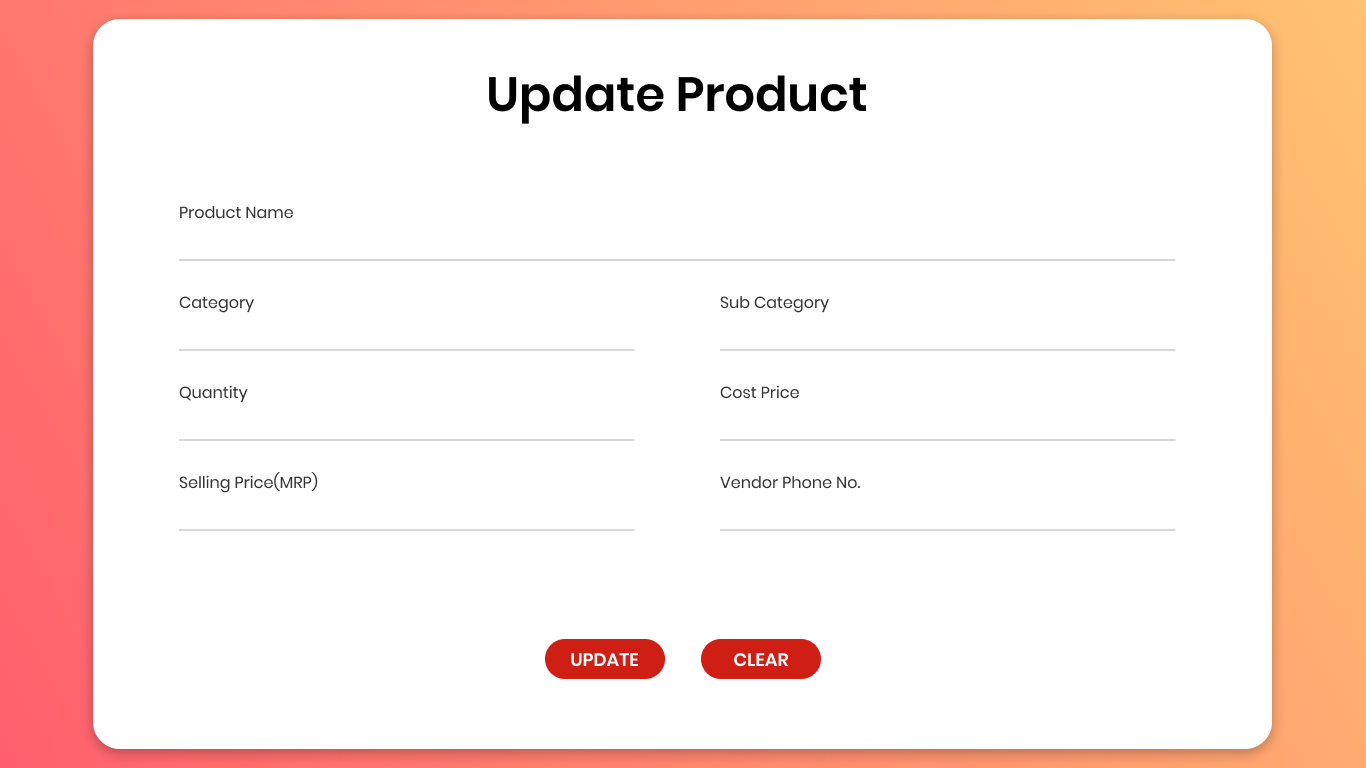 Update Product
Product Name
Category
Sub Category
Quantity
Cost Price
Selling Price(MRP)
Vendor Phone No.
UPDATE
CLEAR